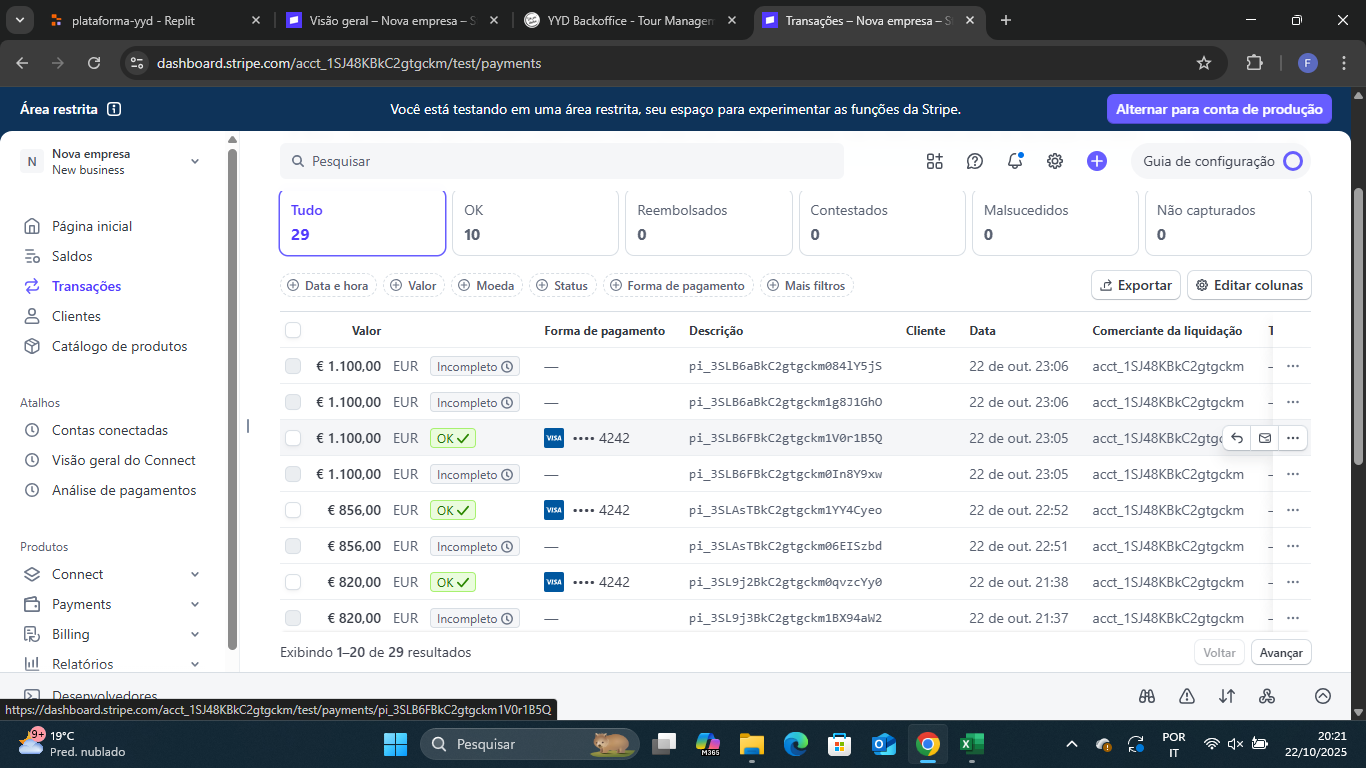 plataforma-yyd - Replit
Visão geral – Nova empresa – S
YYD Backoffice - Tour Managem
Transações – Nova empresa – S
dashboard.stripe.com/acct_1SJ48KBkC2gtgckm/test/payments
F
Área restrita
Você está testando em uma área restrita, seu espaço para experimentar as funções da Stripe.
Alternar para conta de produção
N
Nova empresa
New business
Pesquisar
Guia de configuração
Página inicial
Saldos
Transações
Clientes
Catálogo de produtos
Atalhos
Contas conectadas
Visão geral do Connect
Análise de pagamentos
Produtos
Connect
Payments
Billing
Relatórios
Desenvolvedores
Tudo
29
OK
10
Reembolsados
0
Contestados
0
Malsucedidos
0
Não capturados
0
Data e hora
Valor
Moeda
Status
Forma de pagamento
Mais filtros
Exportar
Editar colunas
Valor Forma de pagamento Descrição Cliente Data Comerciante da liquidação T
€ 1.100,00 EUR Incompleto — pi_3SLB6aBkC2gtgckm084lY5jS 22 de out. 23:06 acct_1SJ48KBkC2gtgckm –
€ 1.100,00 EUR Incompleto — pi_3SLB6aBkC2gtgckm1g8J1GhO 22 de out. 23:06 acct_1SJ48KBkC2gtgckm –
€ 1.100,00 EUR OK VISA •••• 4242 pi_3SLB6FBkC2gtgckm1V0r1B5Q 22 de out. 23:05 acct_1SJ48KBkC2gtgc
€ 1.100,00 EUR Incompleto — pi_3SLB6FBkC2gtgckm0In8Y9xw 22 de out. 23:05 acct_1SJ48KBkC2gtgckm –
€ 856,00 EUR OK VISA •••• 4242 pi_3SLAsTBkC2gtgckm1YY4Cyeo 22 de out. 22:52 acct_1SJ48KBkC2gtgckm –
€ 856,00 EUR Incompleto — pi_3SLAsTBkC2gtgckm06EISzbd 22 de out. 22:51 acct_1SJ48KBkC2gtgckm –
€ 820,00 EUR OK VISA •••• 4242 pi_3SL9j2BkC2gtgckm0qvzcYy0 22 de out. 21:38 acct_1SJ48KBkC2gtgckm –
€ 820,00 EUR Incompleto — pi_3SL9j3BkC2gtgckm1BX94aW2 22 de out. 21:37 acct_1SJ48KBkC2gtgckm –
Exibindo 1–20 de 29 resultados
Voltar
Avançar
https://dashboard.stripe.com/acct_1SJ48KBkC2gtgckm/test/payments/pi_3SLB6FBkC2gtgckm1V0r1B5Q
9+
19°C
Pred. nublado
Pesquisar
M365
POR
IT
20:21
22/10/2025